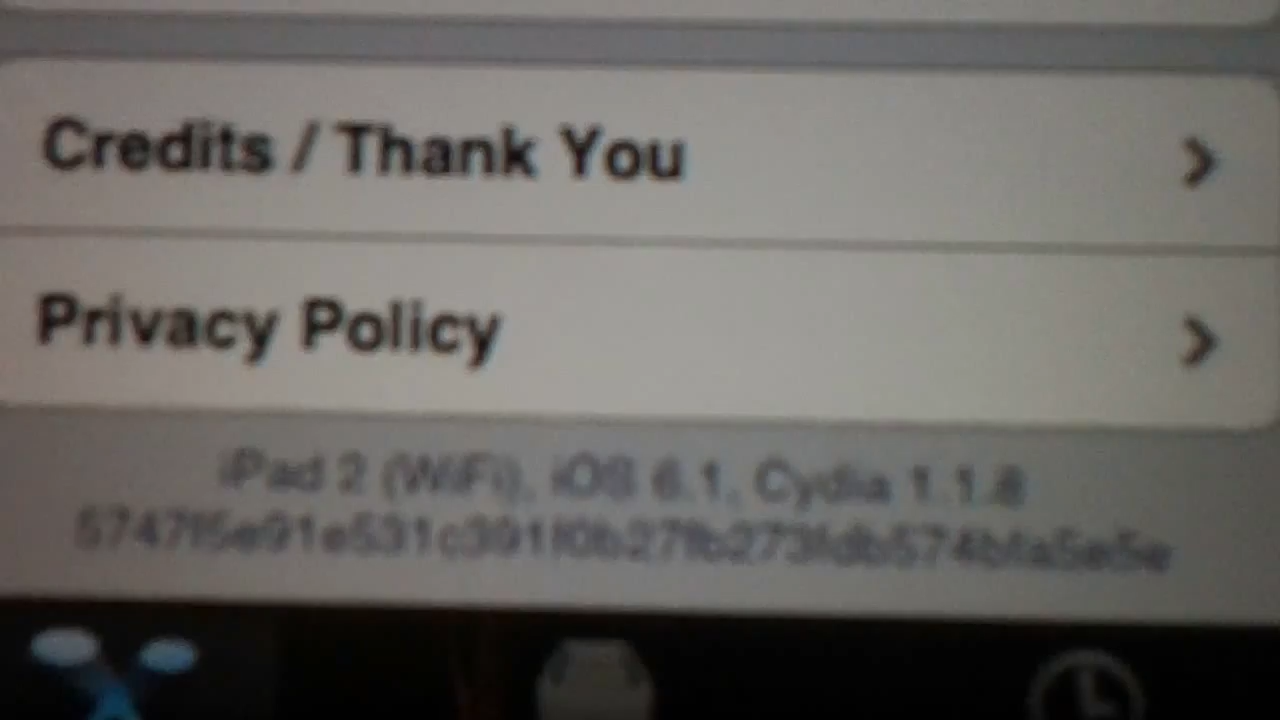 Credits / Thank You
Privacy Policy
iPad 2 (WiFi), iOS 6.1, Cydia 1.1.8